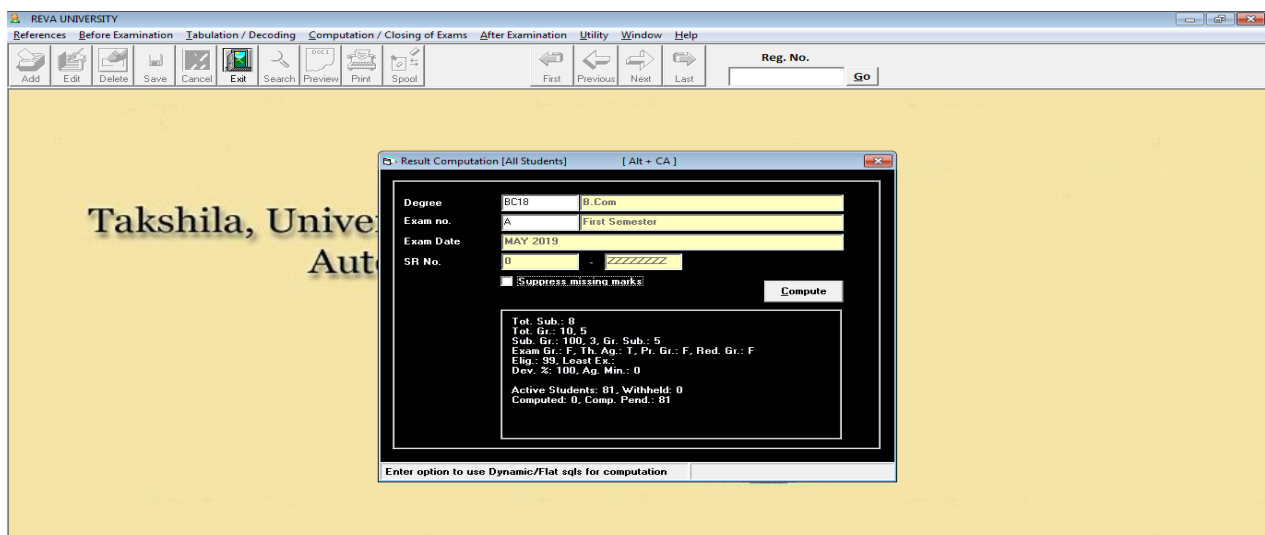 REVA UNIVERSITY
References Before Examination Tabulation / Decoding Computation / Closing of Exams After Examination Utility Window Help
Add Edit Delete Save Cancel Exit Search Preview Print Spool First Previous Next Last
Reg. No.
Go
Takshila, Unive
Aut
Result Computation [All Students] [ Alt + CA ]
Degree BC18 B.Com
Exam no. A First Semester
Exam Date MAY 2019
SR No. 0 - ZZZZZZZZ
Suppress missing marks
Compute
Tot. Sub.: 8
Tot. Gr.: 10, 5
Sub. Gr.: 100, 3, Gr. Sub.: 5
Exam Gr.: F, Th. Ag.: T, Pr. Gr.: F, Red. Gr.: F
Elig.: 99, Least Ex.:
Dev. %: 100, Ag. Min.: 0
Active Students: 81, Withheld: 0
Computed: 0, Comp. Pend.: 81
Enter option to use Dynamic/Flat sqls for computation